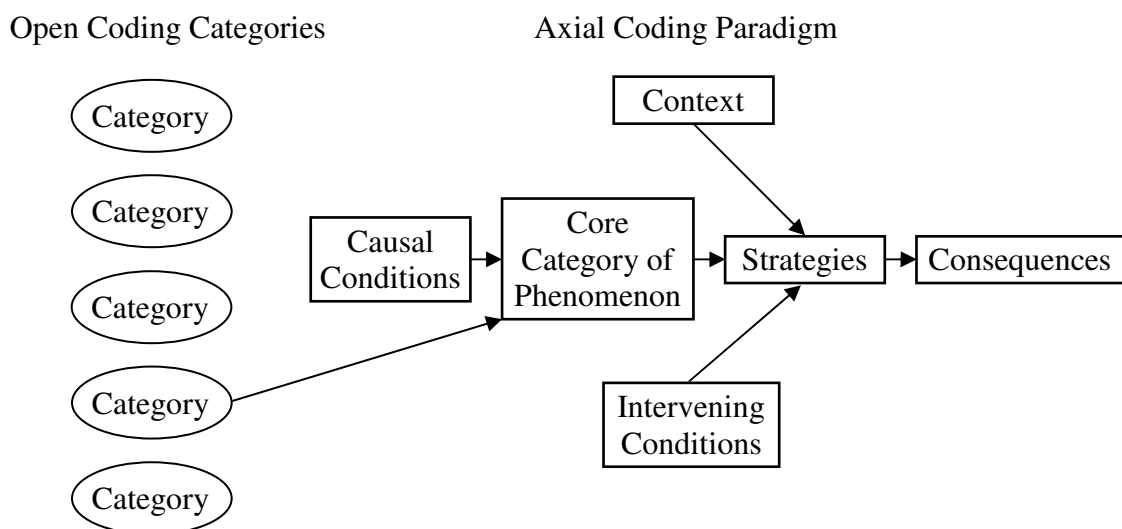 Open Coding Categories
Axial Coding Paradigm
Category
Category
Category
Category
Category
Causal
Conditions
Core
Category of
Phenomenon
Context
Strategies
Intervening
Conditions
Consequences